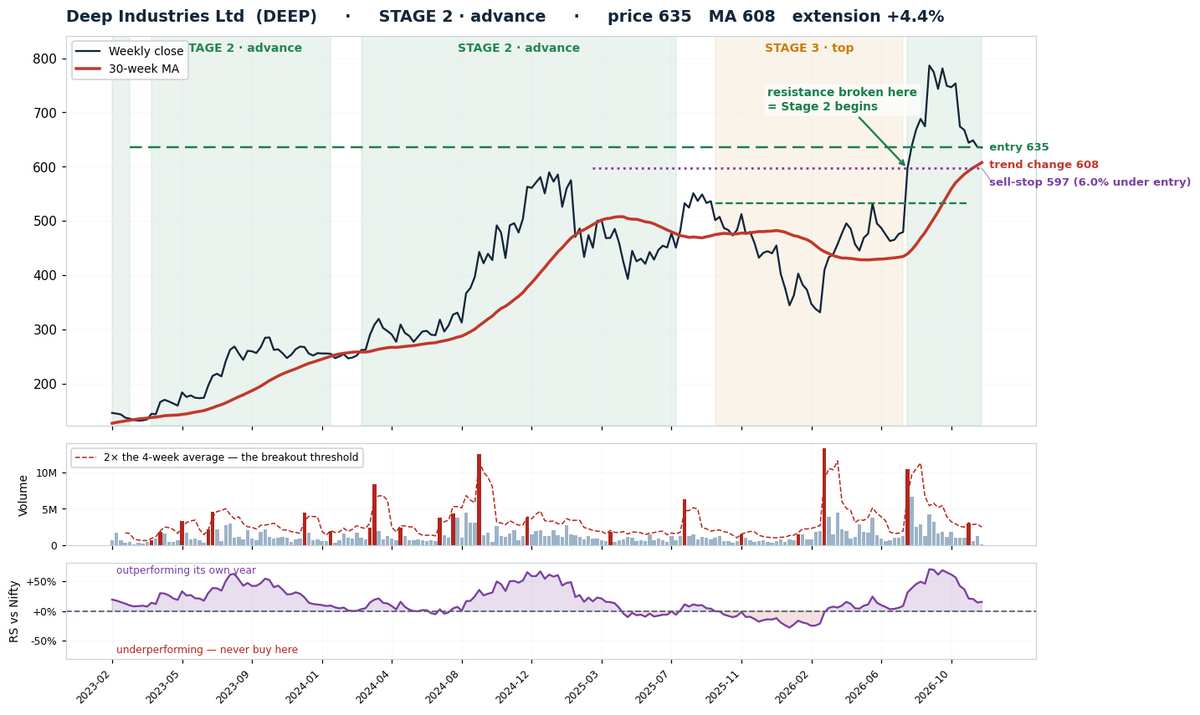 Deep Industries Ltd (DEEP) · STAGE 2 · advance · price 635 MA 608 extension +4.4%
Weekly close
30-week MA
TAGE 2 · advance
STAGE 2 · advance
STAGE 3 · top
resistance broken here
= Stage 2 begins
800
700
600
500
400
300
200
entry 635
trend change 608
sell-stop 597 (6.0% under entry)
2× the 4-week average — the breakout threshold
Volume
10M
5M
0
outperforming its own year
RS vs Nifty
+50%
+0%
-50%
underperforming — never buy here
2023-02
2023-05
2023-09
2024-01
2024-04
2024-08
2024-12
2025-03
2025-07
2025-11
2026-02
2026-06
2026-10